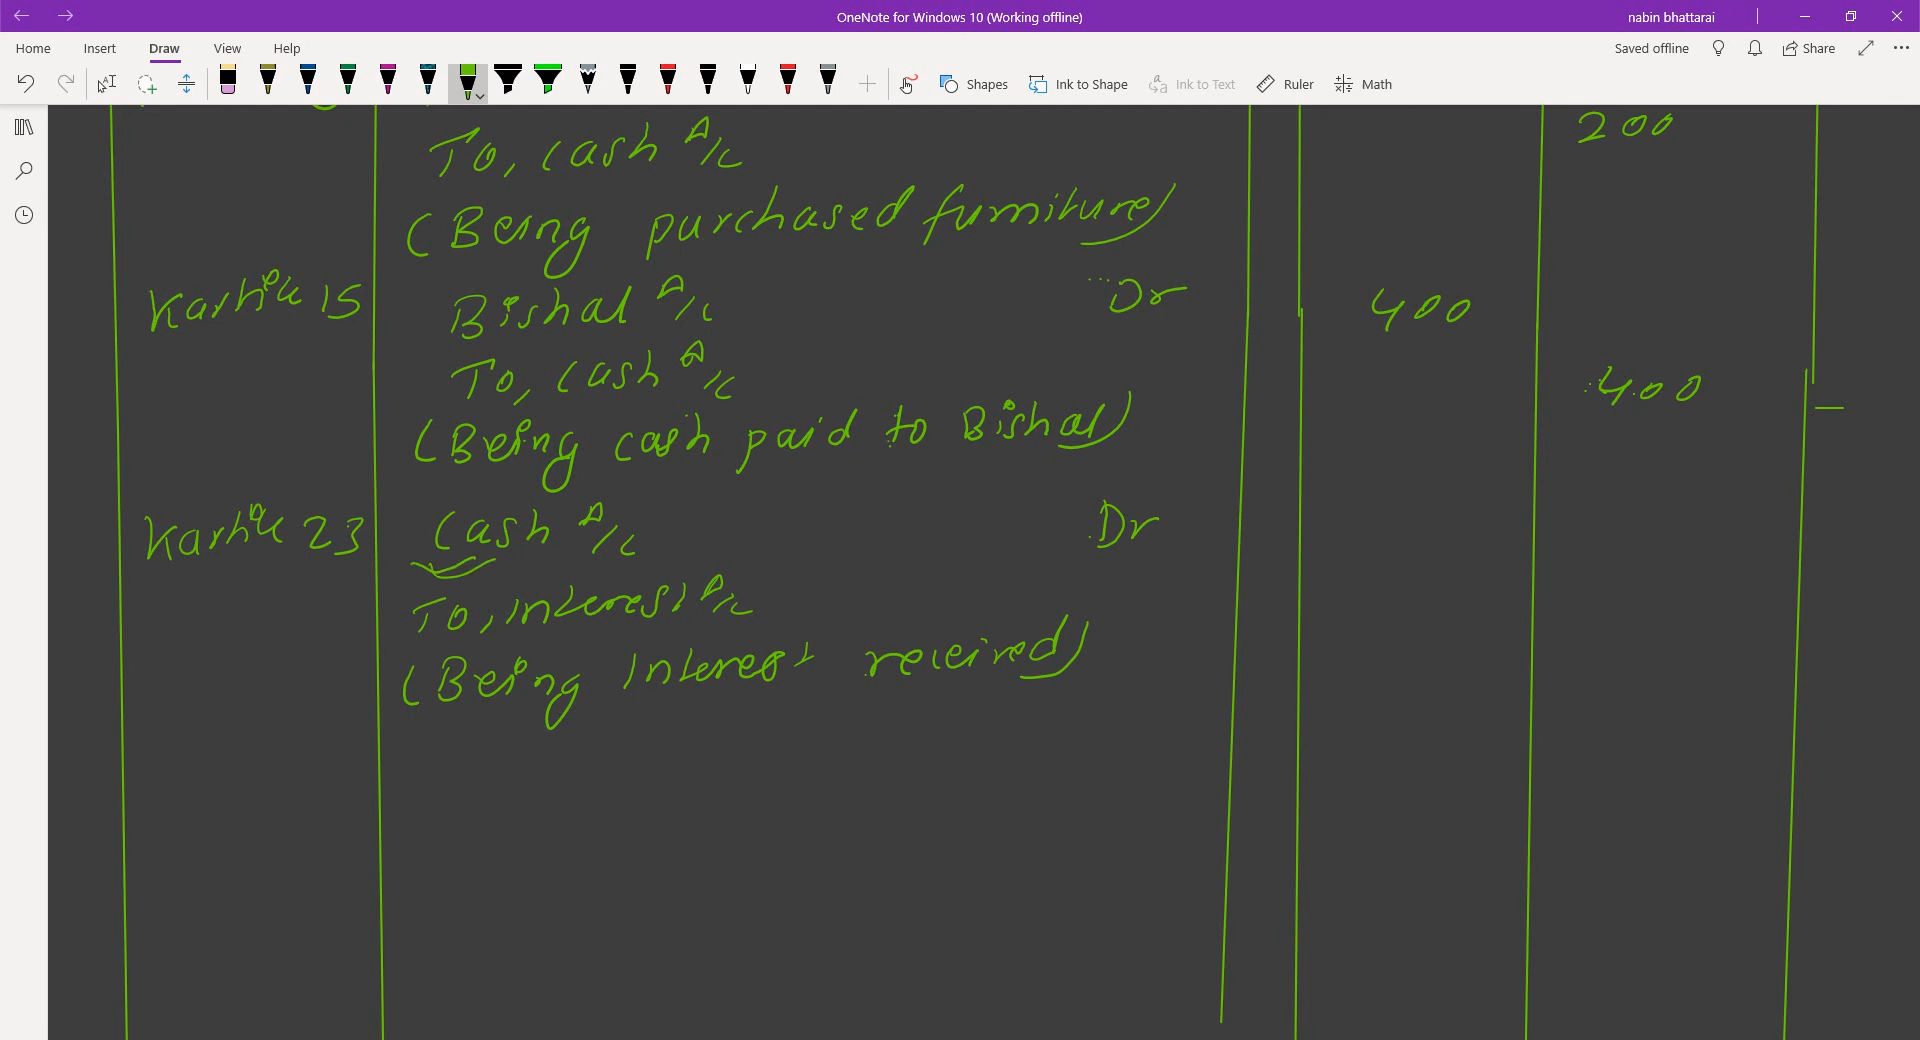 OneNote for Windows 10 (Working offline)
nabin bhattarai
Home Insert Draw View Help
Saved offline
Share
Shapes
Ink to Shape
Ink to Text
Ruler
Math
To, Cash A/c 200
(Being purchased furniture)
Karhik 15 Bishal A/c Dr 400
To, Cash A/c 400
(Being cash paid to Bishal)
Karhik 23 Cash A/c Dr
To, interest A/c
(Being Interest received)